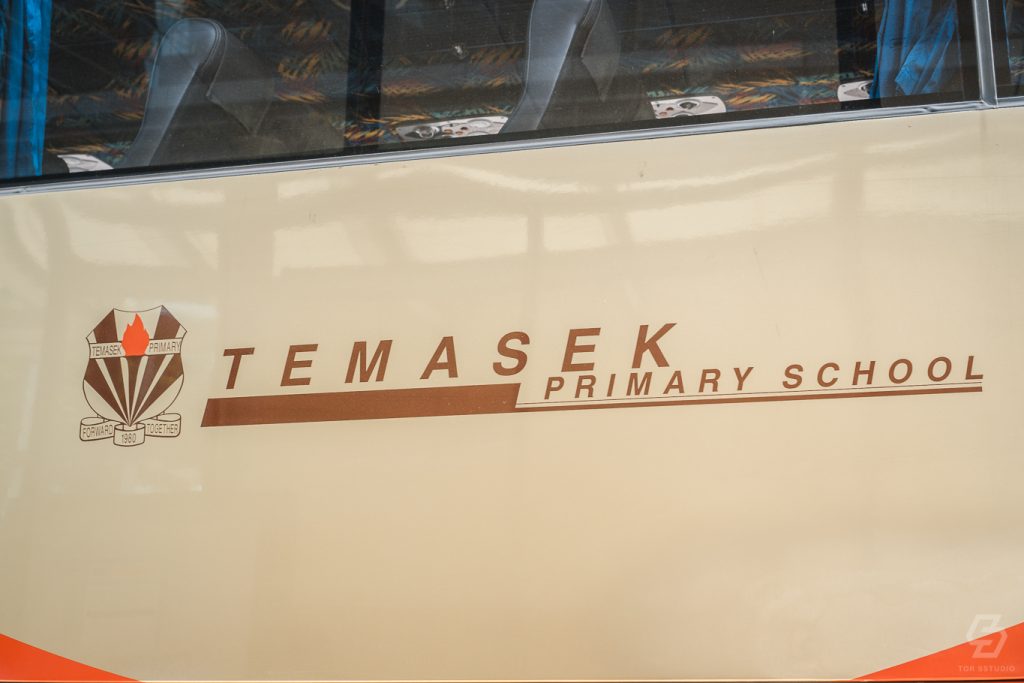 TEMASEK PRIMARY
FORWARD TOGETHER
1980
TEMASEK
PRIMARY SCHOOL
TGR SSTUDIO